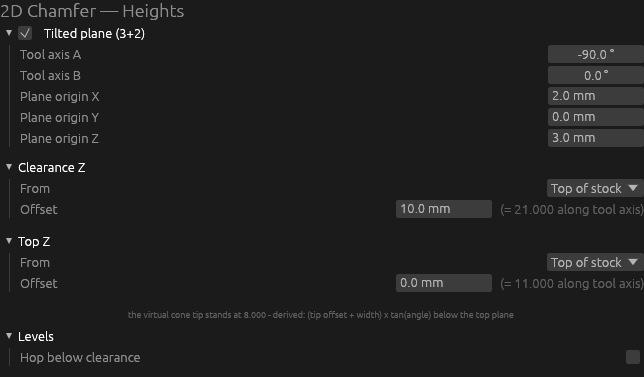 2D Chamfer — Heights
Tilted plane (3+2)
Tool axis A -90.0 °
Tool axis B 0.0 °
Plane origin X 2.0 mm
Plane origin Y 0.0 mm
Plane origin Z 3.0 mm
Clearance Z
From Top of stock
Offset 10.0 mm (= 21.000 along tool axis)
Top Z
From Top of stock
Offset 0.0 mm (= 11.000 along tool axis)
the virtual cone tip stands at 8.000 - derived: (tip offset + width) x tan(angle) below the top plane
Levels
Hop below clearance